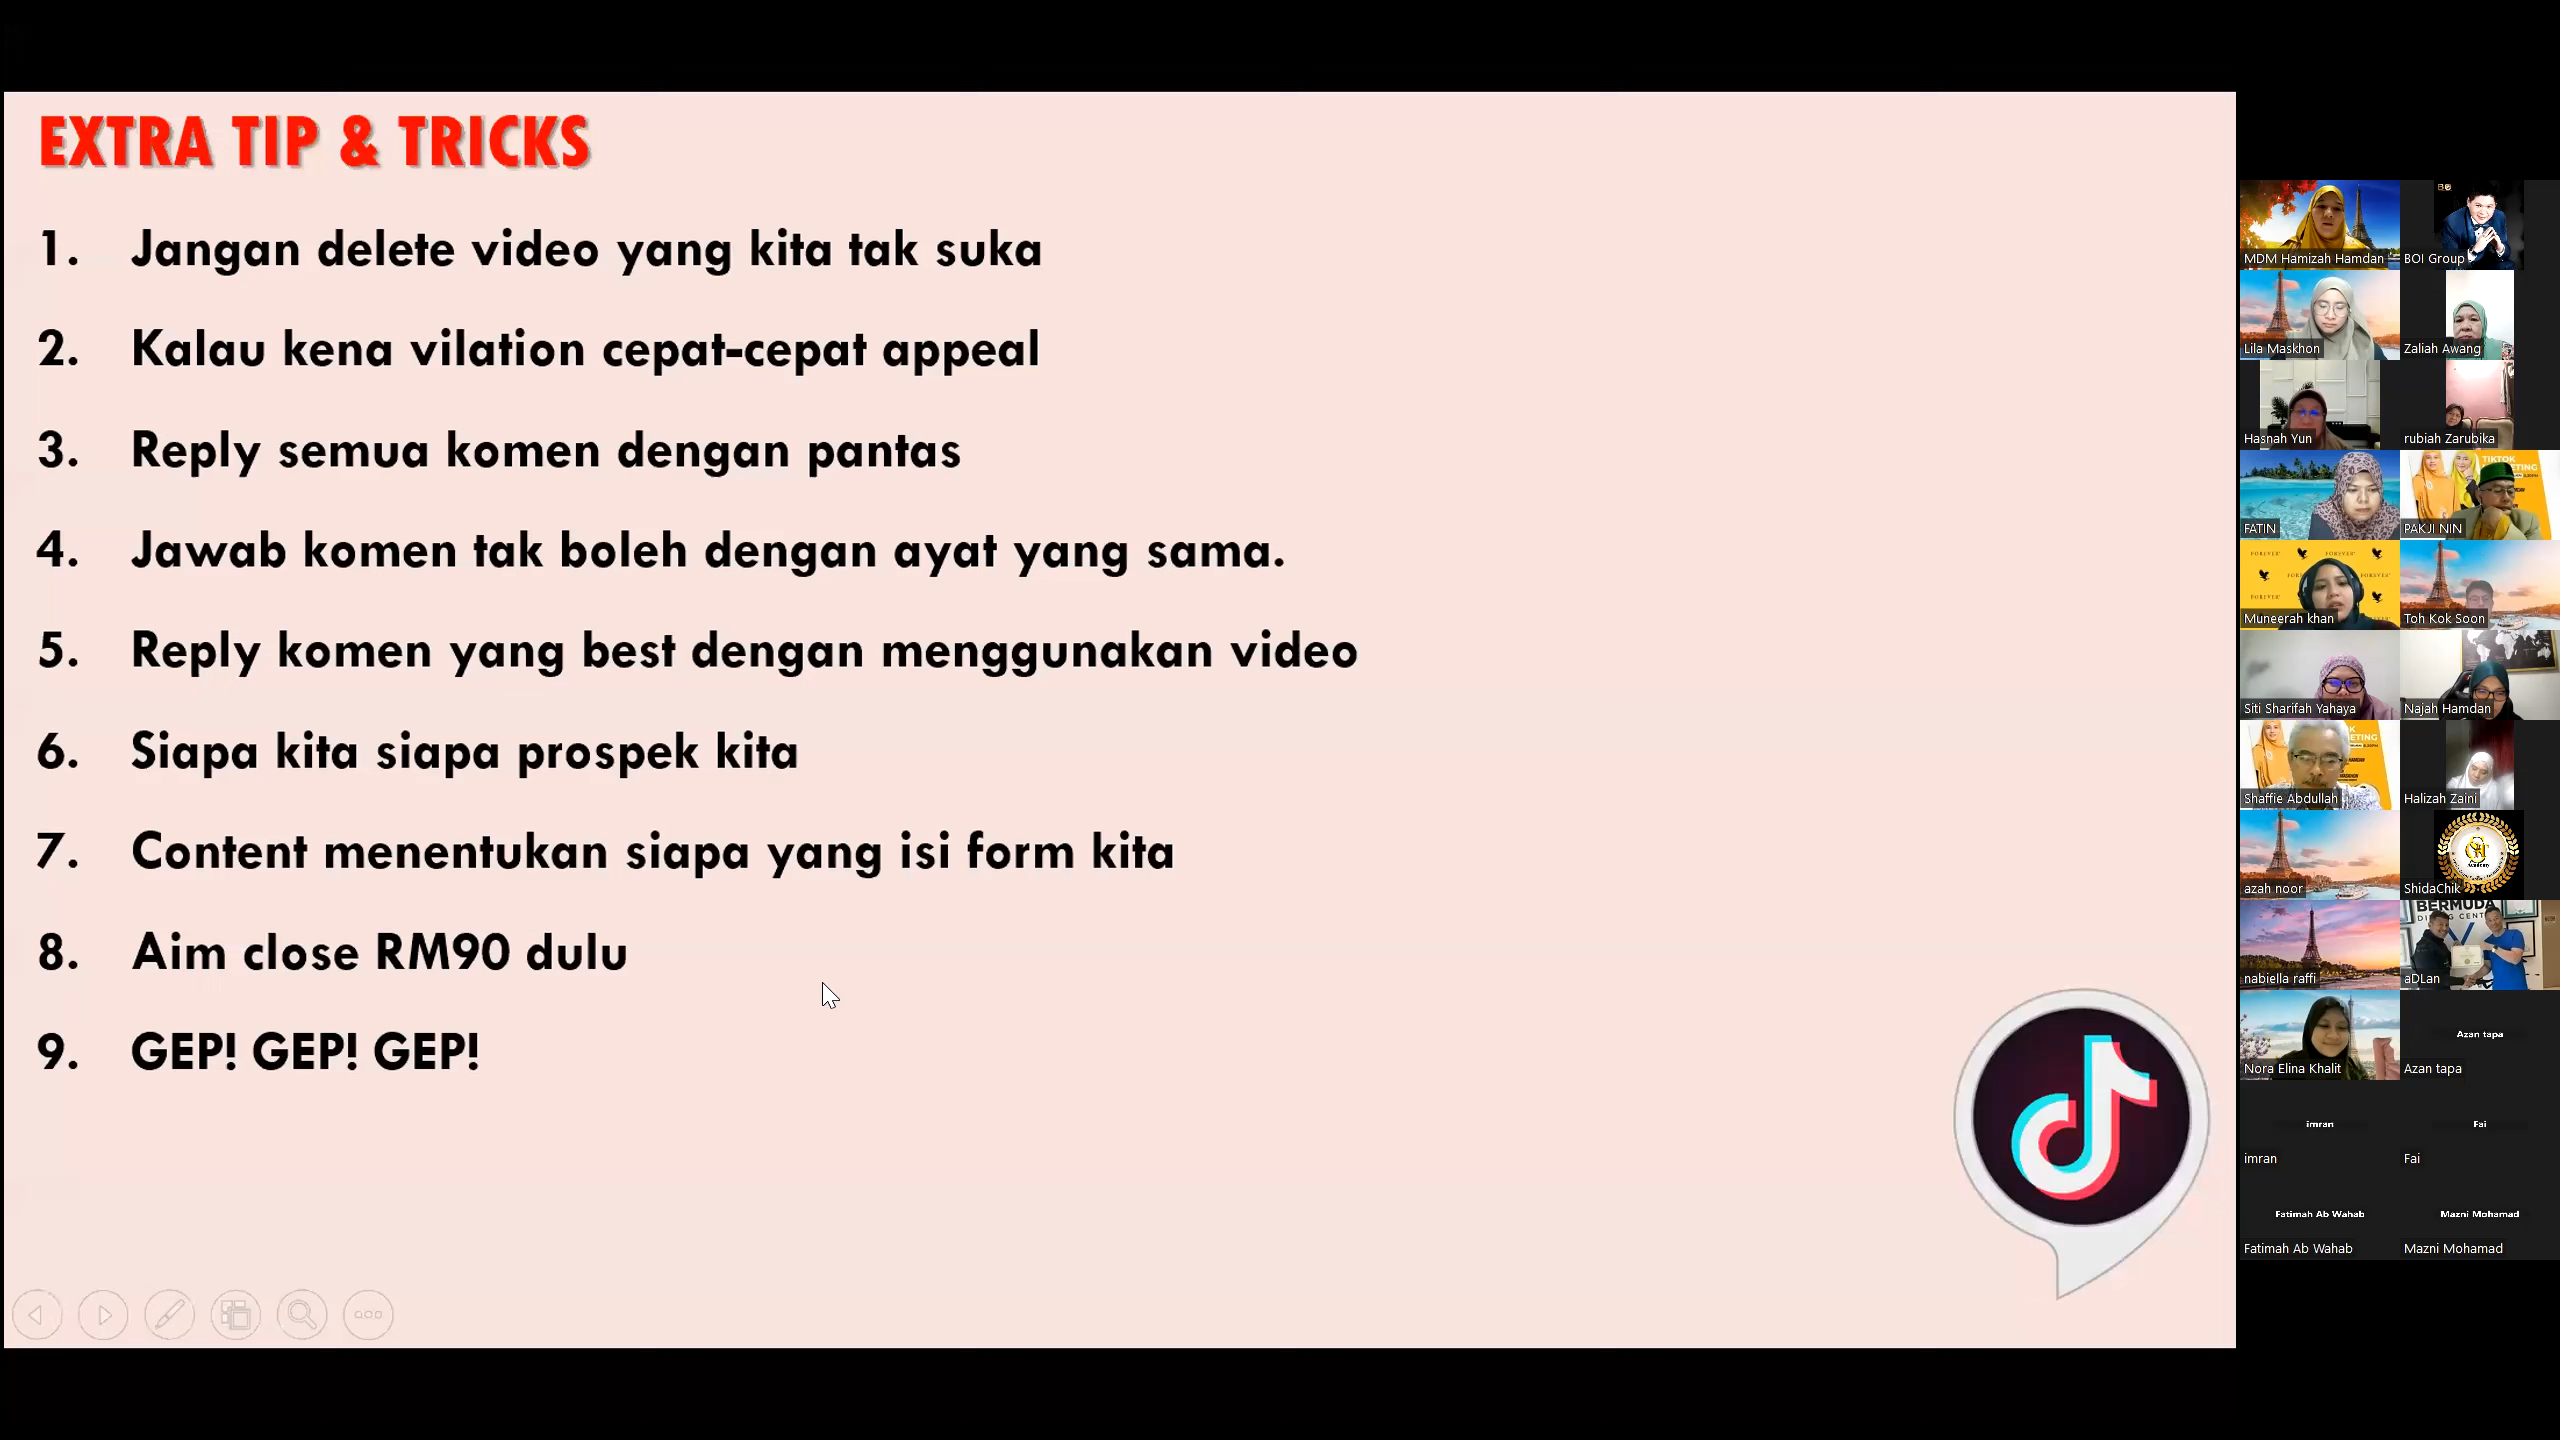 EXTRA TIP & TRICKS
1. Jangan delete video yang kita tak suka
2. Kalau kena vilation cepat-cepat appeal
3. Reply semua komen dengan pantas
4. Jawab komen tak boleh dengan ayat yang sama.
5. Reply komen yang best dengan menggunakan video
6. Siapa kita siapa prospek kita
7. Content menentukan siapa yang isi form kita
8. Aim close RM90 dulu
9. GEP! GEP! GEP!
MDM Hamizah Hamdan
BOI Group
Lila Maskhon
Zaliah Awang
Hasnah Yun
rubiah Zarubika
FATIN
TIKTOK
PAKJI NIN
FOREVER
Muneerah khan
Toh Kok Soon
Siti Sharifah Yahaya
Najah Hamdan
Shaffie Abdullah
Halizah Zaini
azah noor
Academy
ShidaChik
nabiella raffi
BERMUDA
aDLan
Nora Elina Khalit
Azan tapa
Azan tapa
imran
Fai
imran
Fai
Fatimah Ab Wahab
Mazni Mohamad
Fatimah Ab Wahab
Mazni Mohamad